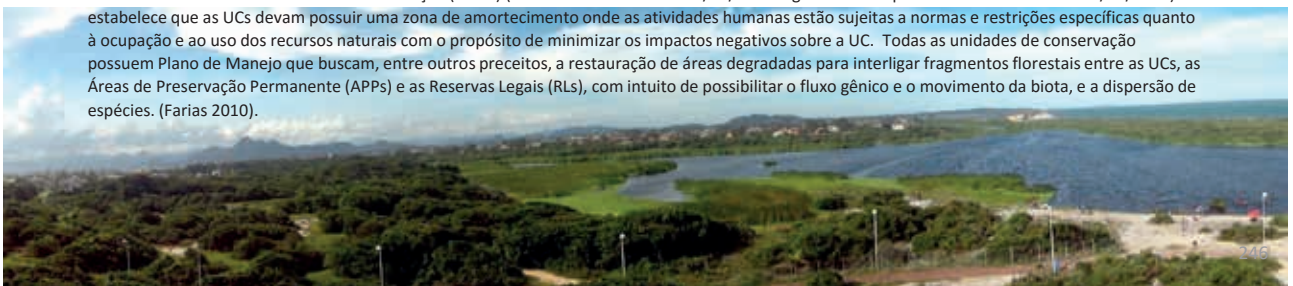 estabelece que as UCs devam possuir uma zona de amortecimento onde as atividades humanas estão sujeitas a normas e restrições específicas quanto
à ocupação e ao uso dos recursos naturais com o propósito de minimizar os impactos negativos sobre a UC. Todas as unidades de conservação
possuem Plano de Manejo que buscam, entre outros preceitos, a restauração de áreas degradadas para interligar fragmentos florestais entre as UCs, as
Áreas de Preservação Permanente (APPs) e as Reservas Legais (RLs), com intuito de possibilitar o fluxo gênico e o movimento da biota, e a dispersão de
espécies. (Farias 2010).